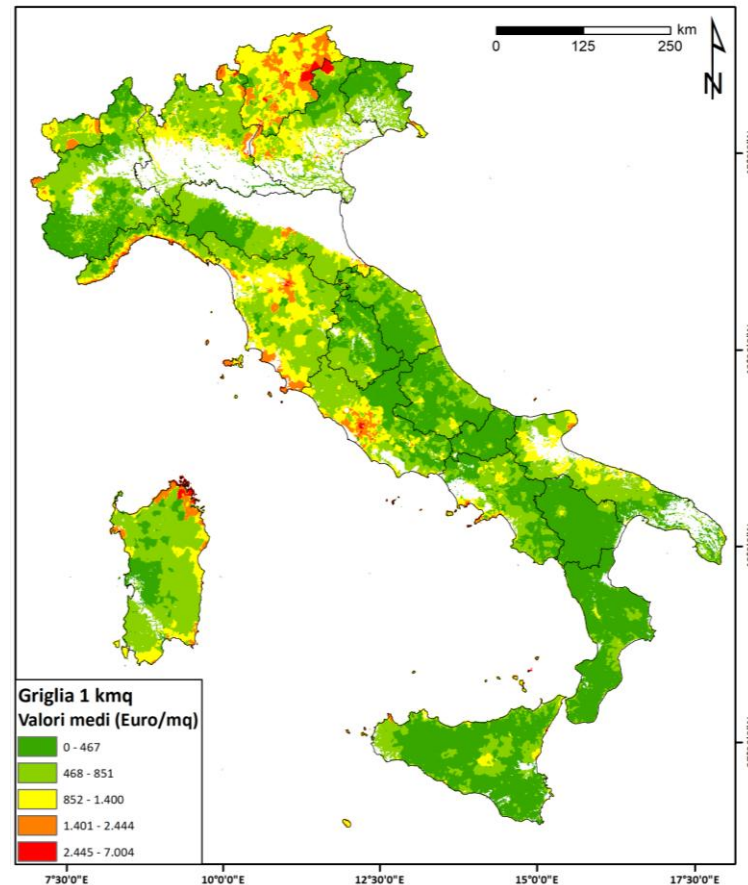 km
0 125 250
N
Griglia 1 kmq
Valori medi (Euro/mq)
0 - 467
468 - 851
852 - 1.400
1.401 - 2.444
2.445 - 7.004
7°30'0"E 10°0'0"E 12°30'0"E 15°0'0"E 17°30'0"E